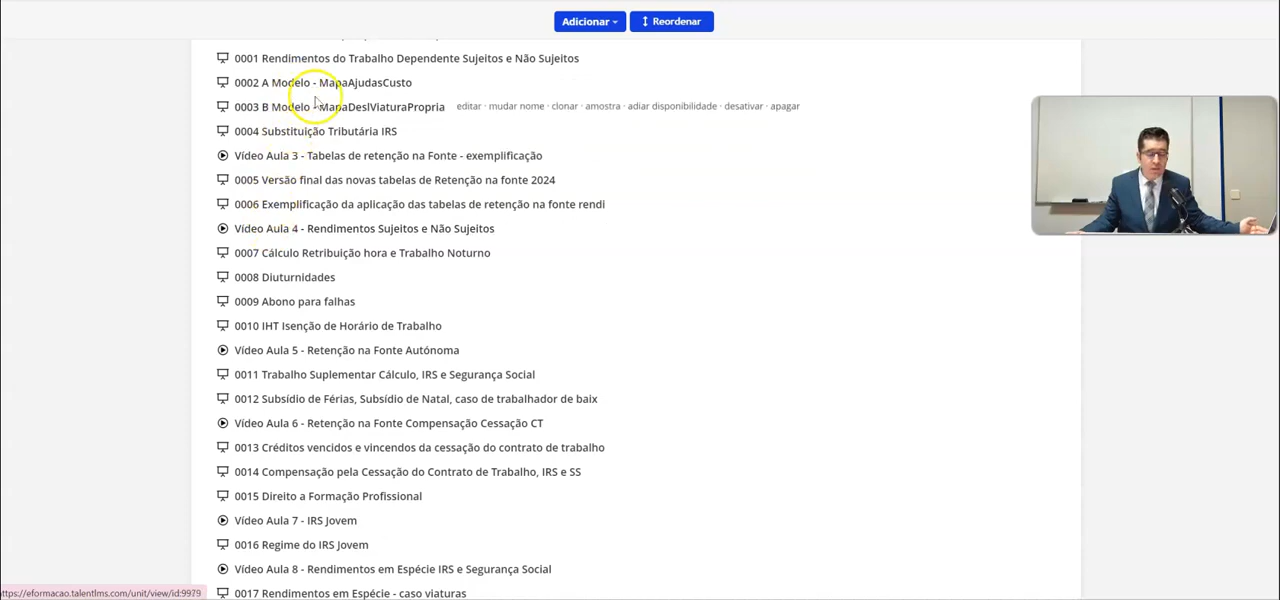 Adicionar
Reordenar
0001 Rendimentos do Trabalho Dependente Sujeitos e Não Sujeitos
0002 A Modelo - MapaAjudasCusto
0003 B Modelo - MapaDeslViaturaPropria editar · mudar nome · clonar · amostra · adiar disponibilidade · desativar · apagar
0004 Substituição Tributária IRS
Vídeo Aula 3 - Tabelas de retenção na Fonte - exemplificação
0005 Versão final das novas tabelas de Retenção na fonte 2024
0006 Exemplificação da aplicação das tabelas de retenção na fonte rendi
Vídeo Aula 4 - Rendimentos Sujeitos e Não Sujeitos
0007 Cálculo Retribuição hora e Trabalho Noturno
0008 Diuturnidades
0009 Abono para falhas
0010 IHT Isenção de Horário de Trabalho
Vídeo Aula 5 - Retenção na Fonte Autónoma
0011 Trabalho Suplementar Cálculo, IRS e Segurança Social
0012 Subsídio de Férias, Subsídio de Natal, caso de trabalhador de baix
Vídeo Aula 6 - Retenção na Fonte Compensação Cessação CT
0013 Créditos vencidos e vincendos da cessação do contrato de trabalho
0014 Compensação pela Cessação do Contrato de Trabalho, IRS e SS
0015 Direito a Formação Profissional
Vídeo Aula 7 - IRS Jovem
0016 Regime do IRS Jovem
Vídeo Aula 8 - Rendimentos em Espécie IRS e Segurança Social
0017 Rendimentos em Espécie - caso viaturas
https://eformacao.talentlms.com/unit/view/id:9979